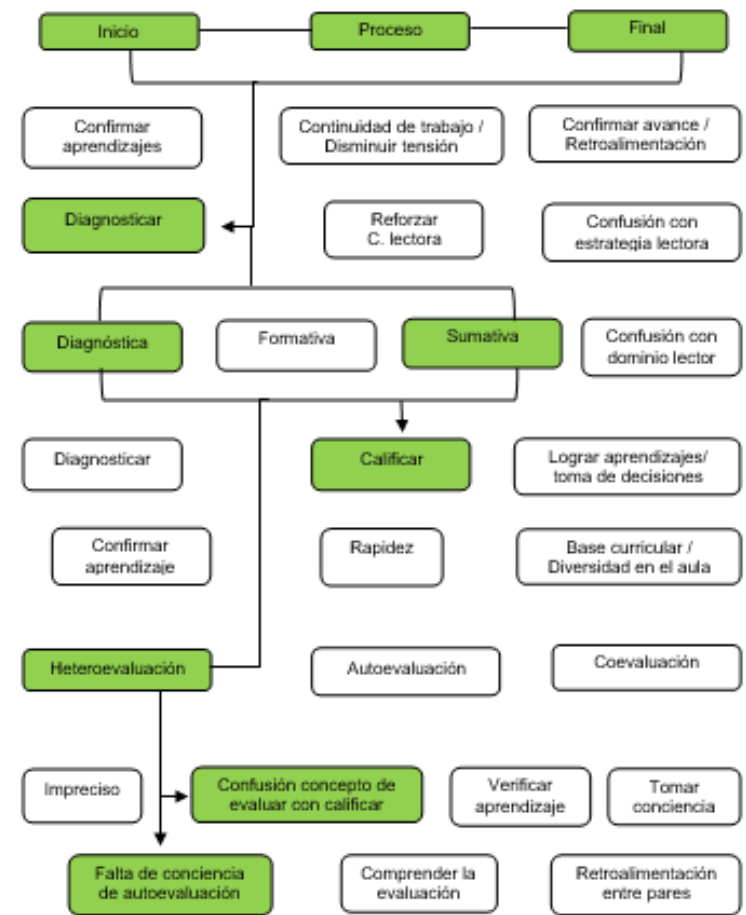 Inicio
Proceso
Final
Confirmar
aprendizajes
Continuidad de trabajo /
Disminuir tensión
Confirmar avance /
Retroalimentación
Diagnosticar
Reforzar
C. lectora
Confusión con
estrategia lectora
Diagnóstica
Formativa
Sumativa
Confusión con
dominio lector
Diagnosticar
Calificar
Lograr aprendizajes/
toma de decisiones
Confirmar
aprendizaje
Rapidez
Base curricular /
Diversidad en el aula
Heteroevaluación
Autoevaluación
Coevaluación
Impreciso
Confusión concepto de
evaluar con calificar
Verificar
aprendizaje
Tomar
conciencia
Falta de conciencia
de autoevaluación
Comprender la
evaluación
Retroalimentación
entre pares